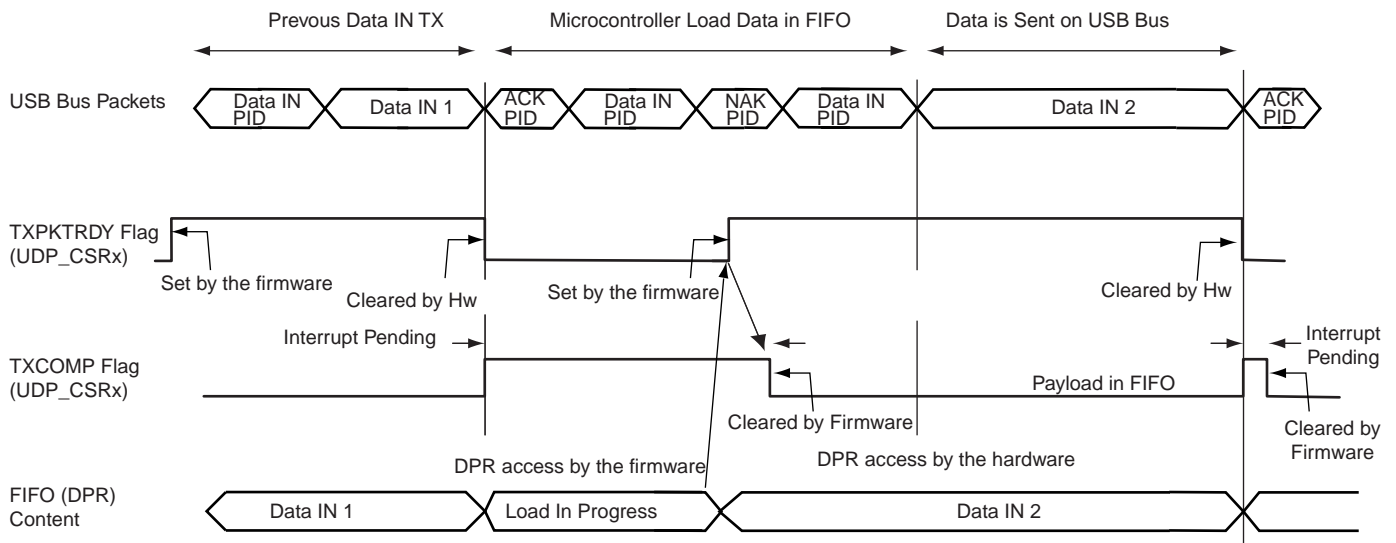 Prevous Data IN TX
Microcontroller Load Data in FIFO
Data is Sent on USB Bus
USB Bus Packets
Data IN
PID
Data IN 1
ACK
PID
Data IN
PID
NAK
PID
Data IN
PID
Data IN 2
ACK
PID
TXPKTRDY Flag
(UDP_CSRx)
Set by the firmware
Cleared by Hw
Set by the firmware
Cleared by Hw
Interrupt Pending
Interrupt
Pending
TXCOMP Flag
(UDP_CSRx)
Payload in FIFO
Cleared by Firmware
Cleared by
Firmware
DPR access by the firmware
DPR access by the hardware
FIFO (DPR)
Content
Data IN 1
Load In Progress
Data IN 2